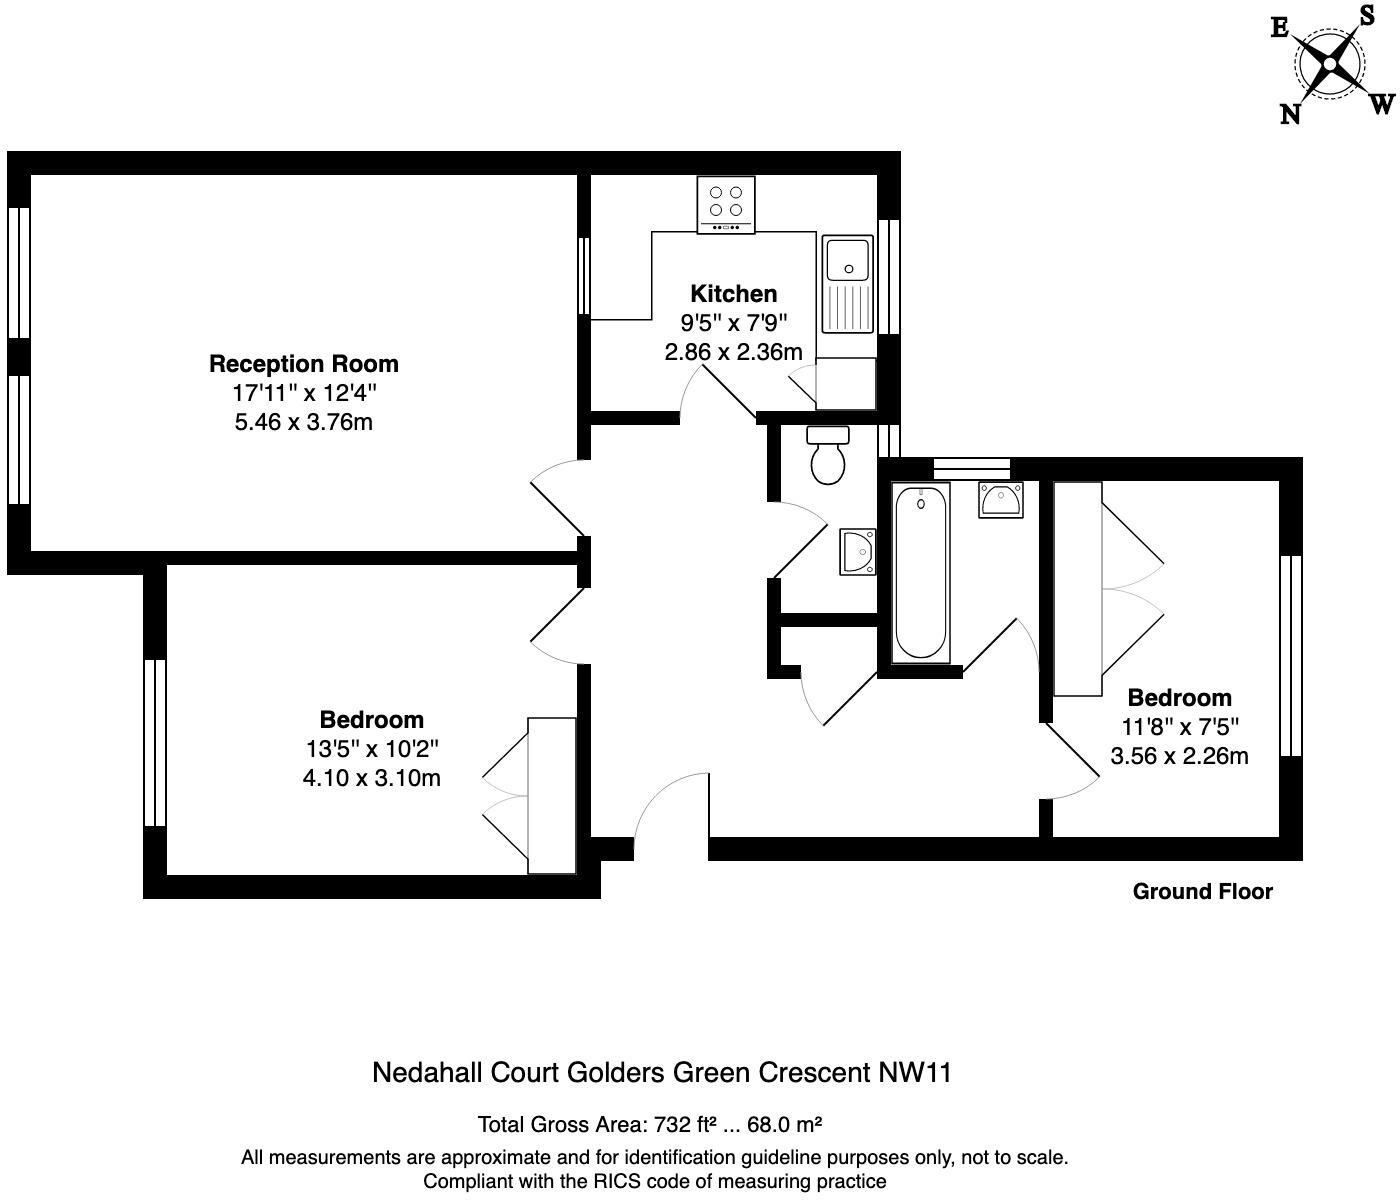 E S
N W
Reception Room
17'11" x 12'4"
5.46 x 3.76m
Kitchen
9'5" x 7'9"
2.86 x 2.36m
Bedroom
13'5" x 10'2"
4.10 x 3.10m
Bedroom
11'8" x 7'5"
3.56 x 2.26m
Ground Floor
Nedahall Court Golders Green Crescent NW11
Total Gross Area: 732 ft² ... 68.0 m²
All measurements are approximate and for identification guideline purposes only, not to scale.
Compliant with the RICS code of measuring practice